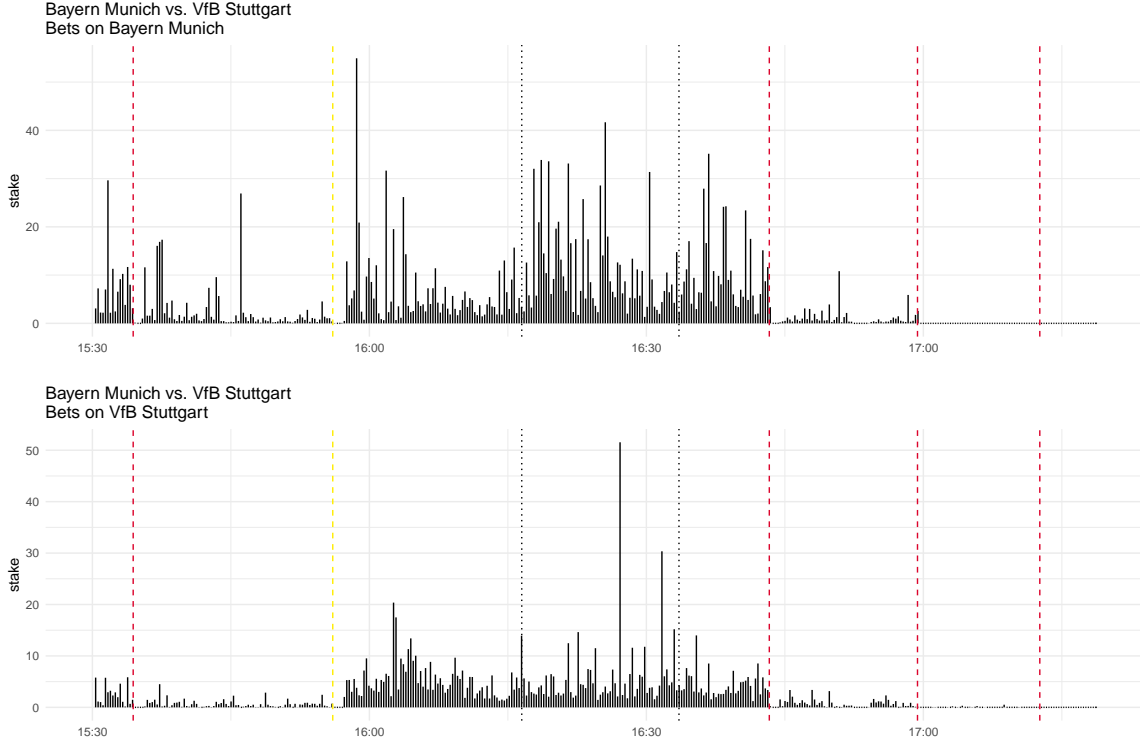 Bayern Munich vs. VfB Stuttgart
Bets on Bayern Munich
40
20
0
stake
15:30
16:00
16:30
17:00
Bayern Munich vs. VfB Stuttgart
Bets on VfB Stuttgart
50
40
30
20
10
0
stake
15:30
16:00
16:30
17:00